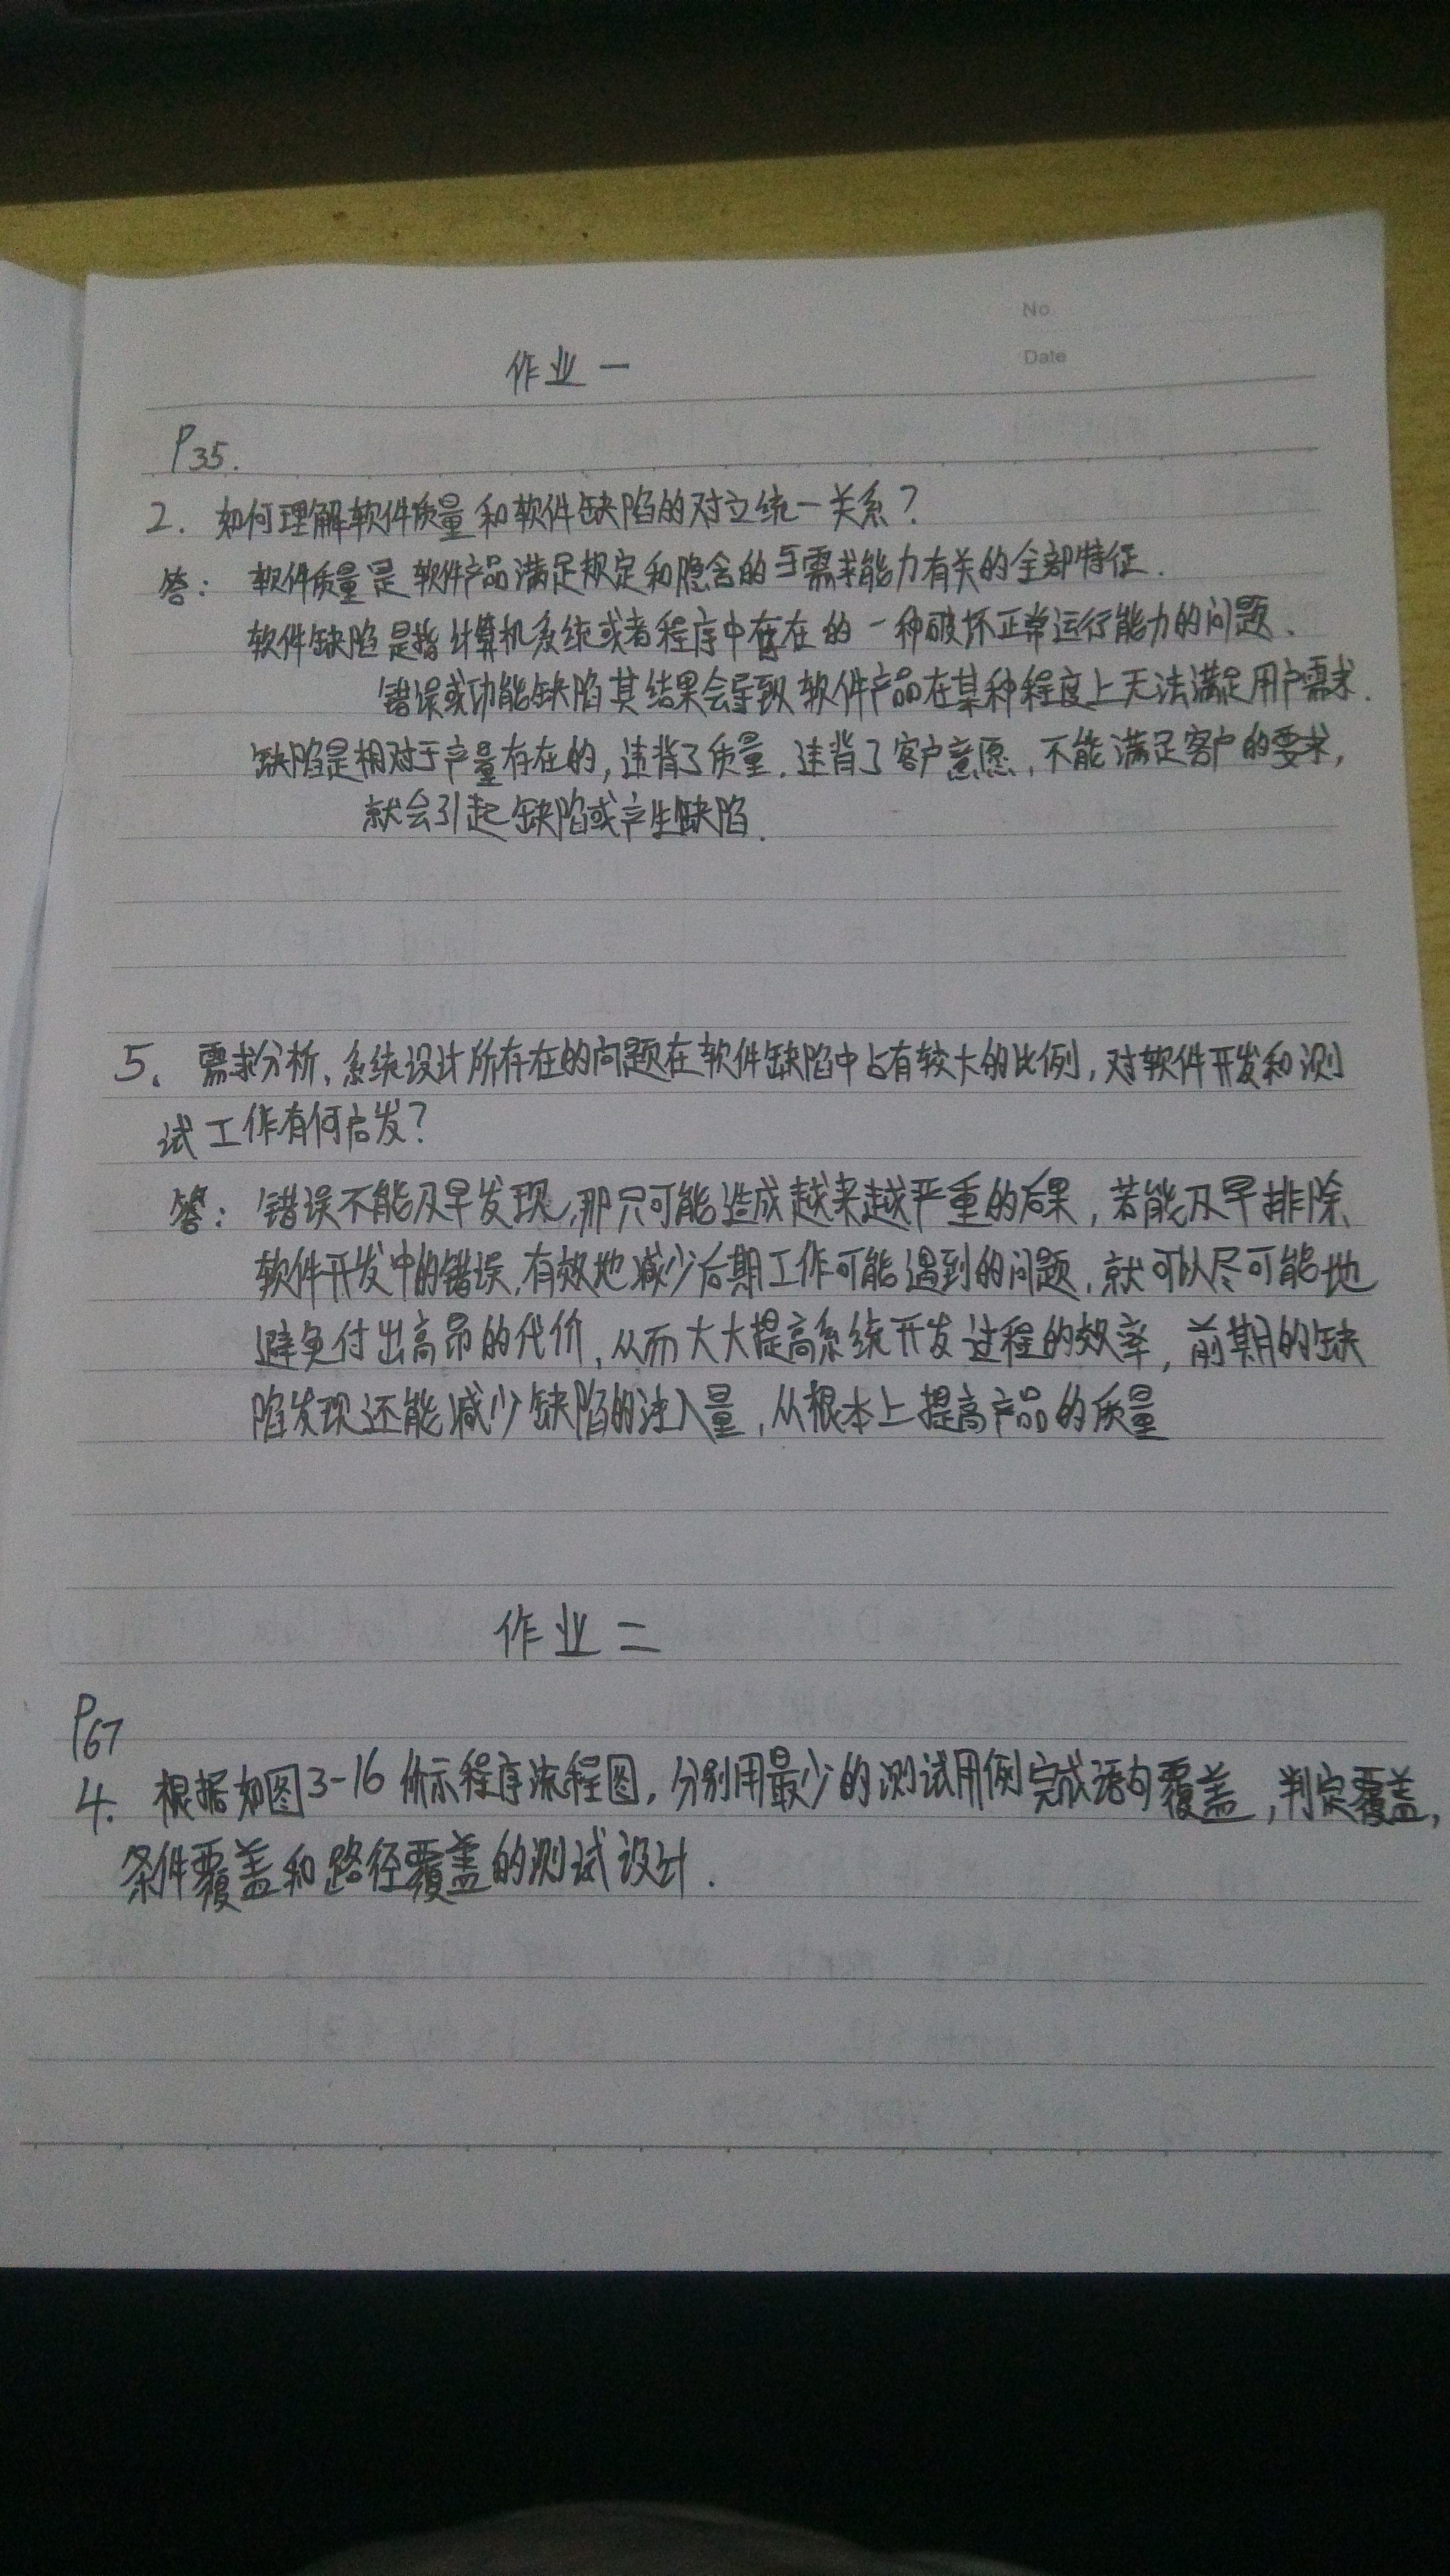 No
Date
作业一
P35.
2. 如何理解软件质量和软件缺陷的对立统一关系?
答: 软件质量是软件产品满足规定和隐含的与需求能力有关的全部特征.
软件缺陷是指计算机系统或者程序中存在的一种破坏正常运行能力的问题、
错误或功能缺陷其结果会导致软件产品在某种程度上无法满足用户需求.
缺陷是相对于产量存在的,违背了质量、违背了客户意愿,不能满足客户的要求,
就会引起缺陷或产生缺陷.
5、需求分析、系统设计所存在的问题在软件缺陷中占有较大的比例,对软件开发和测
试工作有何启发?
答: 错误不能及早发现,那只可能造成越来越严重的后果,若能及早排除
软件开发中的错误,有效地减少后期工作可能遇到的问题,就可以尽可能地
避免付出高昂的代价,从而大大提高系统开发过程的效率,前期的缺
陷发现还能减少缺陷的注入量,从根本上提高产品的质量
作业二
P67
4. 根据如图3-16所示程序流程图,分别用最少的测试用例完成语句覆盖,判定覆盖,
条件覆盖和路径覆盖的测试设计.